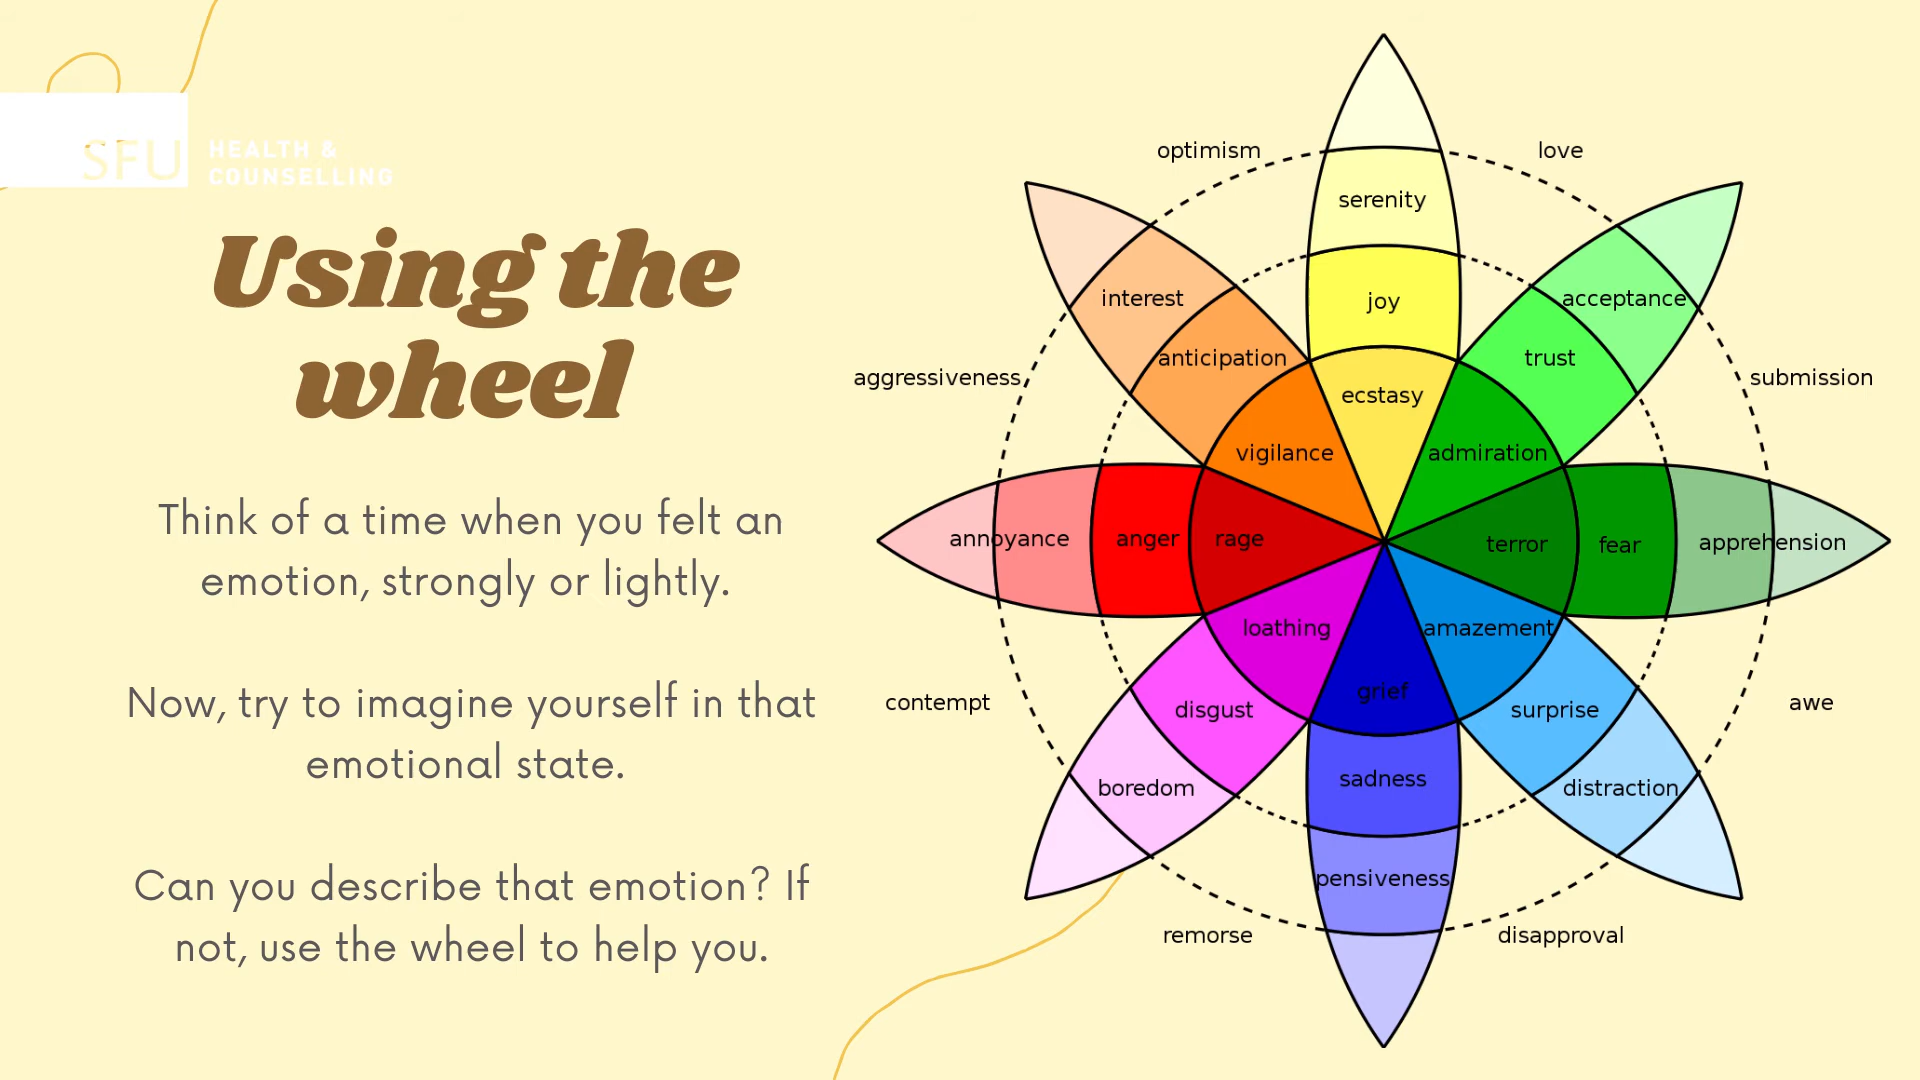 SFU
HEALTH &
COUNSELLING
Using the
wheel
Think of a time when you felt an
emotion, strongly or lightly.
Now, try to imagine yourself in that
emotional state.
Can you describe that emotion? If
not, use the wheel to help you.
optimism
love
serenity
interest
acceptance
joy
anticipation
trust
aggressiveness
submission
ecstasy
vigilance
admiration
annoyance
anger
rage
terror
fear
apprehension
loathing
amazement
grief
contempt
awe
disgust
surprise
sadness
boredom
distraction
pensiveness
remorse
disapproval